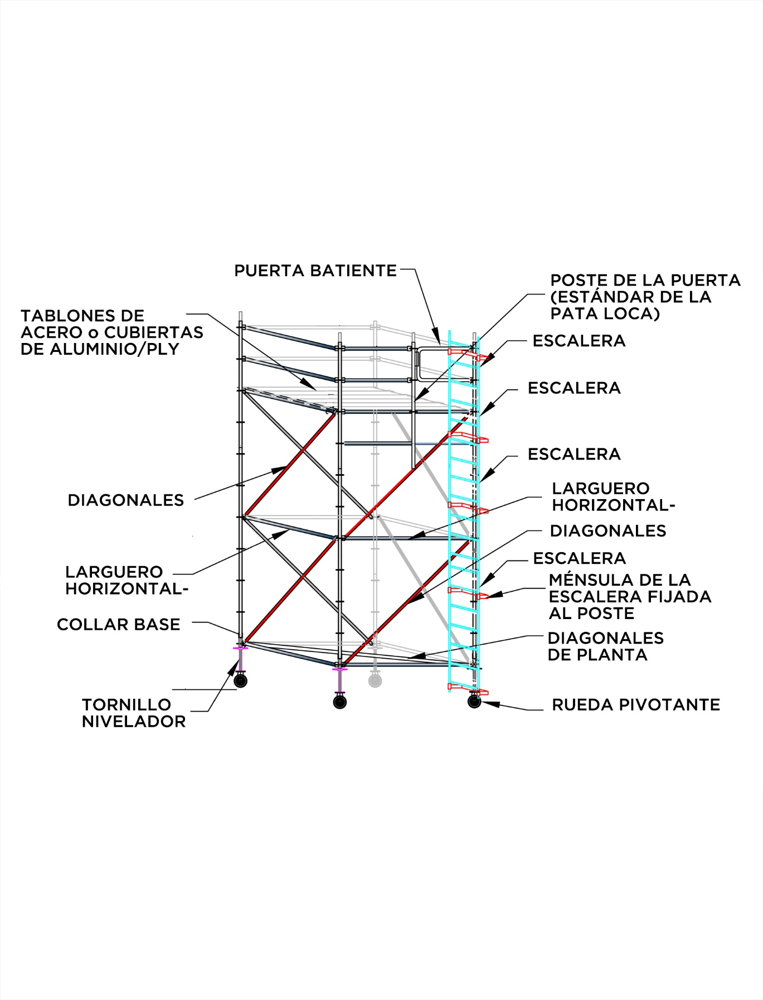 PUERTA BATIENTE
POSTE DE LA PUERTA
(ESTÁNDAR DE LA
PATA LOCA)
TABLONES DE
ACERO o CUBIERTAS
DE ALUMINIO/PLY
ESCALERA
ESCALERA
ESCALERA
DIAGONALES
LARGUERO
HORIZONTAL-
DIAGONALES
ESCALERA
LARGUERO
HORIZONTAL-
MÉNSULA DE LA
ESCALERA FIJADA
AL POSTE
COLLAR BASE
DIAGONALES
DE PLANTA
TORNILLO
NIVELADOR
RUEDA PIVOTANTE